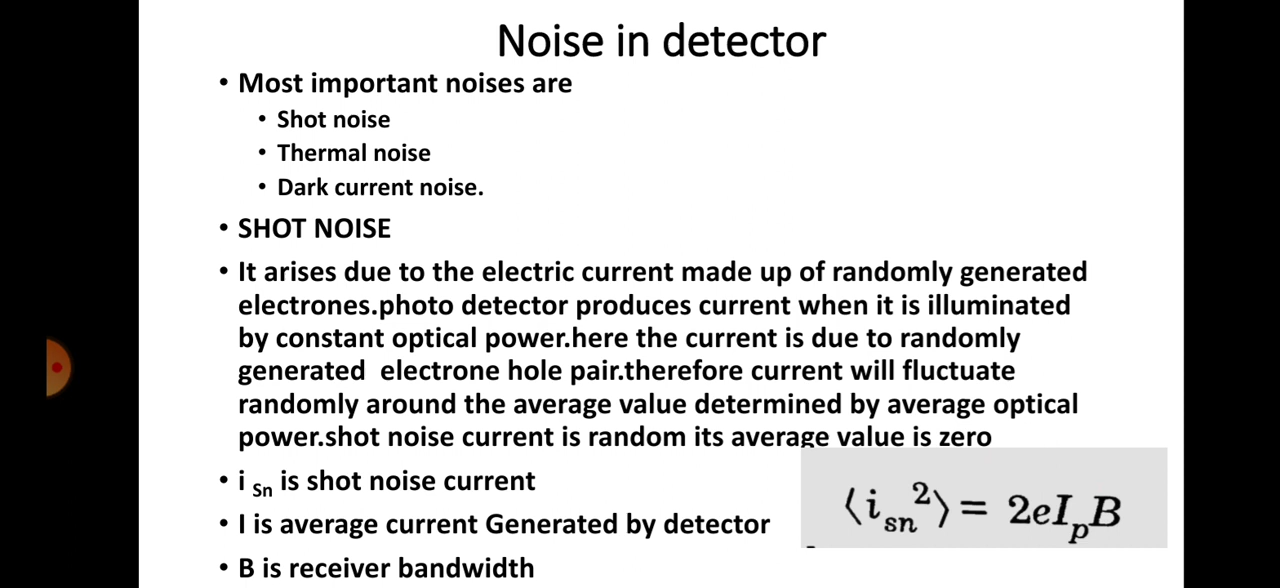 Noise in detector
• Most important noises are
• Shot noise
• Thermal noise
• Dark current noise.
• SHOT NOISE
• It arises due to the electric current made up of randomly generated
electrones.photo detector produces current when it is illuminated
by constant optical power.here the current is due to randomly
generated electrone hole pair.therefore current will fluctuate
randomly around the average value determined by average optical
power.shot noise current is random its average value is zero
• i Sn is shot noise current
⟨i_sn²⟩ = 2eI_pB
• I is average current Generated by detector
• B is receiver bandwidth